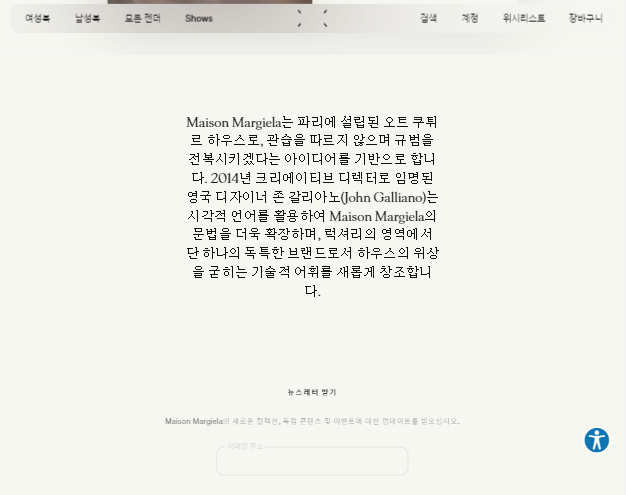 여성복 남성복 모든 젠더 Shows 검색 계정 위시리스트 장바구니
Maison Margiela는 파리에 설립된 오트 쿠튀
르 하우스로, 관습을 따르지 않으며 규범을
전복시키겠다는 아이디어를 기반으로 합니
다. 2014년 크리에이티브 디렉터로 임명된
영국 디자이너 존 갈리아노(John Galliano)는
시각적 언어를 활용하여 Maison Margiela의
문법을 더욱 확장하며, 럭셔리의 영역에서
단 하나의 독특한 브랜드로서 하우스의 위상
을 굳히는 기술적 어휘를 새롭게 창조합니
다.
뉴스레터 받기
Maison Margiela의 새로운 컬렉션, 독점 콘텐츠 및 이벤트에 대한 업데이트를 받으십시오.
이메일 주소